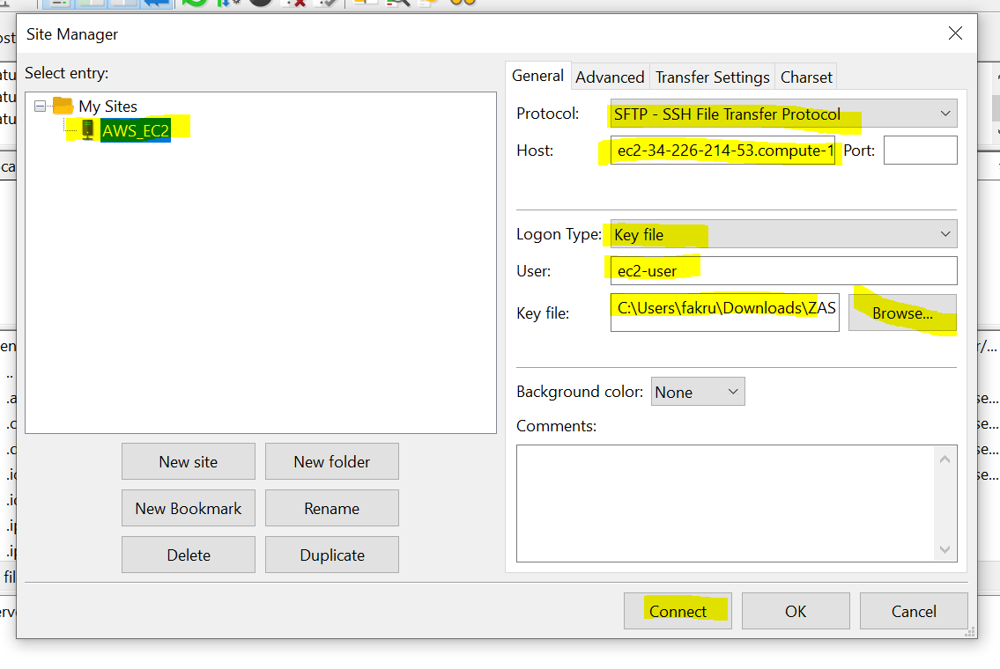 Site Manager
Select entry:
My Sites
AWS_EC2
New site
New folder
New Bookmark
Rename
Delete
Duplicate
General
Advanced
Transfer Settings
Charset
Protocol:
SFTP - SSH File Transfer Protocol
Host:
ec2-34-226-214-53.compute-1
Port:
Logon Type:
Key file
User:
ec2-user
Key file:
C:\Users\fakru\Downloads\ZAS
Browse...
Background color:
None
Comments:
Connect
OK
Cancel